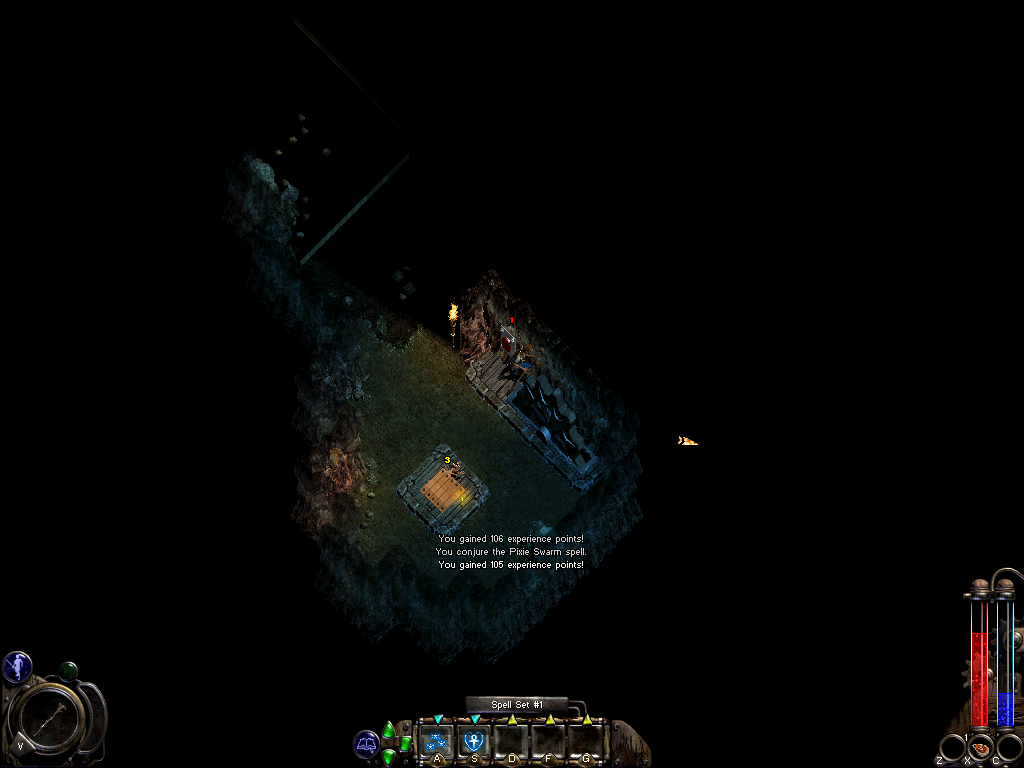 3
You gained 106 experience points!
You conjure the Pixie Swarm spell.
You gained 105 experience points!
Spell Set #1
V
A S D F G
1
Z X C